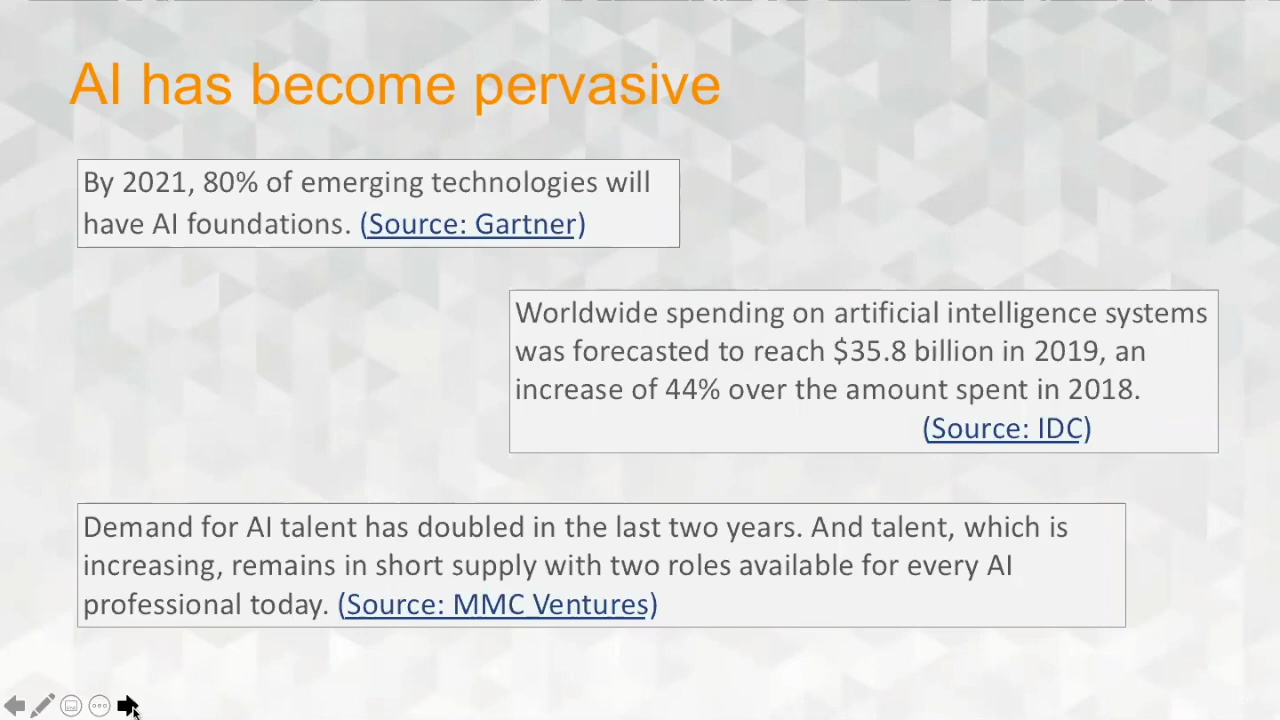 AI has become pervasive
By 2021, 80% of emerging technologies will
have AI foundations. (Source: Gartner)
Worldwide spending on artificial intelligence systems
was forecasted to reach $35.8 billion in 2019, an
increase of 44% over the amount spent in 2018.
(Source: IDC)
Demand for AI talent has doubled in the last two years. And talent, which is
increasing, remains in short supply with two roles available for every AI
professional today. (Source: MMC Ventures)